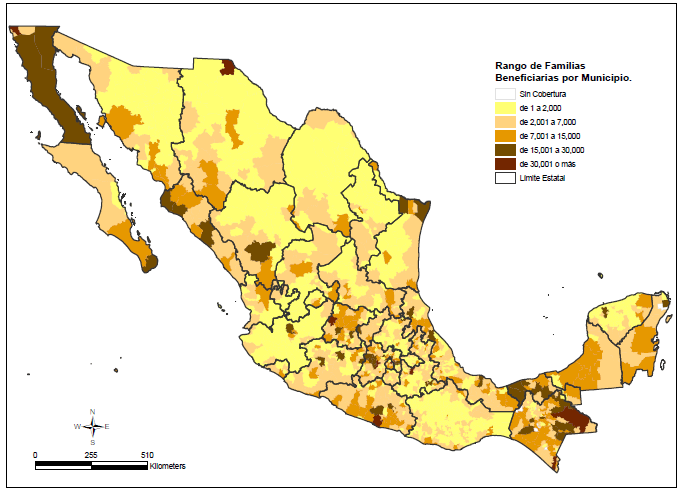 Rango de Familias
Beneficiarias por Municipio.
Sin Cobertura
de 1 a 2,000
de 2,001 a 7,000
de 7,001 a 15,000
de 15,001 a 30,000
de 30,001 o más
Límite Estatal
N
W E
S
0 255 510
Kilometers